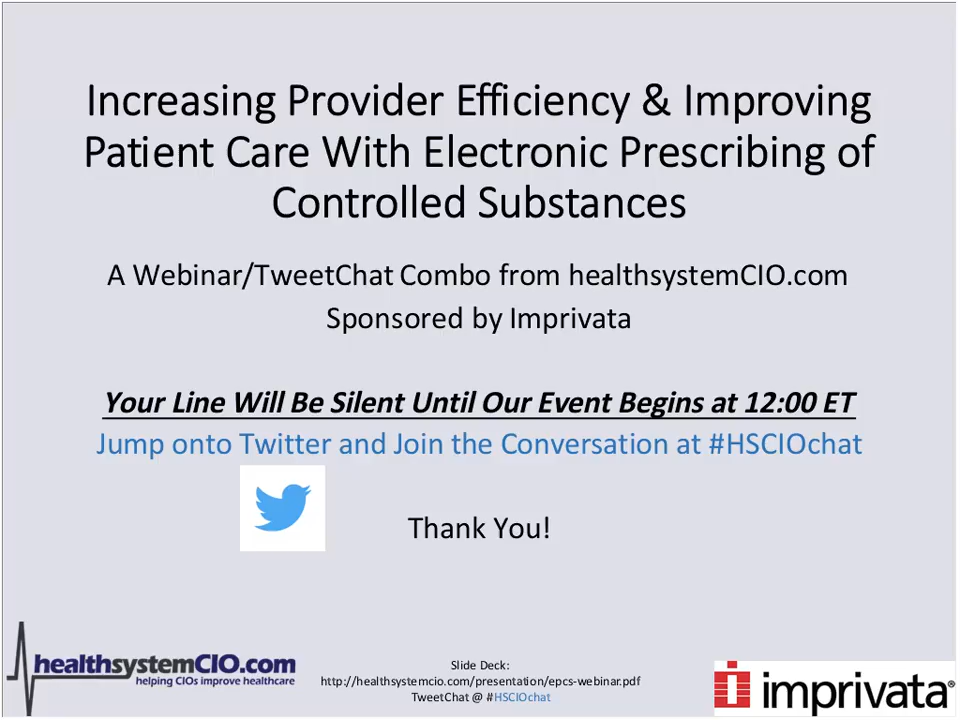 Increasing Provider Efficiency & Improving
Patient Care With Electronic Prescribing of
Controlled Substances
A Webinar/TweetChat Combo from healthsystemCIO.com
Sponsored by Imprivata
Your Line Will Be Silent Until Our Event Begins at 12:00 ET
Jump onto Twitter and Join the Conversation at #HSCIOchat
Thank You!
healthsystemCIO.com
helping CIOs improve healthcare
Slide Deck:
http://healthsystemcio.com/presentation/epcs-webinar.pdf
TweetChat @ #HSCIOchat
imprivata®